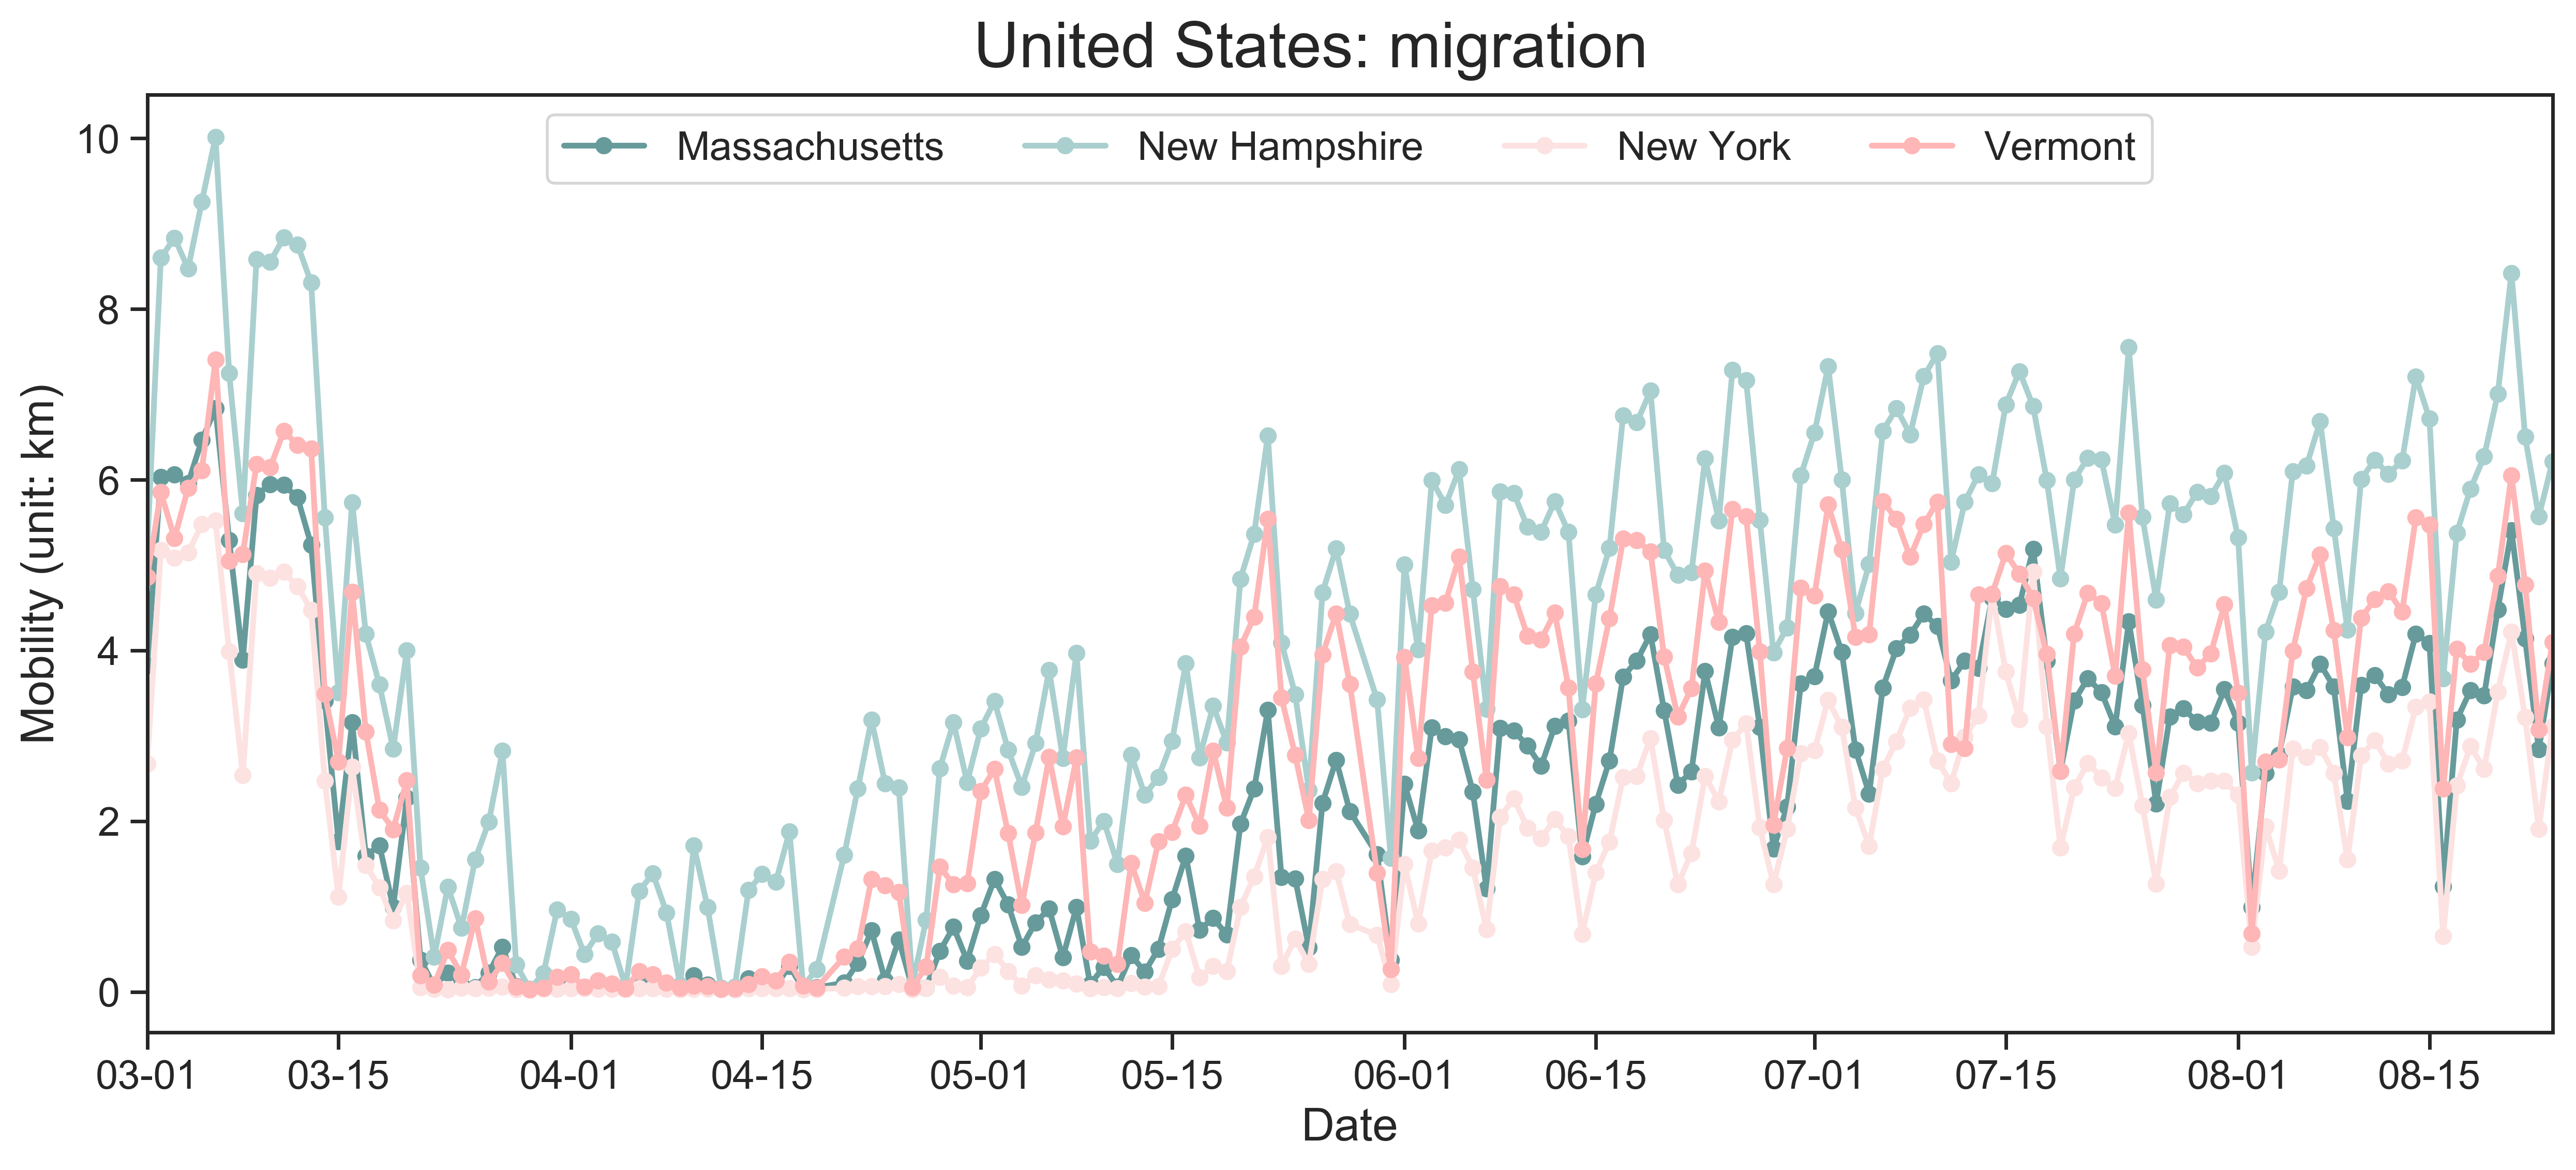 United States: migration
Massachusetts New Hampshire New York Vermont
10
8
6
4
2
0
Mobility (unit: km)
03-01 03-15 04-01 04-15 05-01 05-15 06-01 06-15 07-01 07-15 08-01 08-15
Date